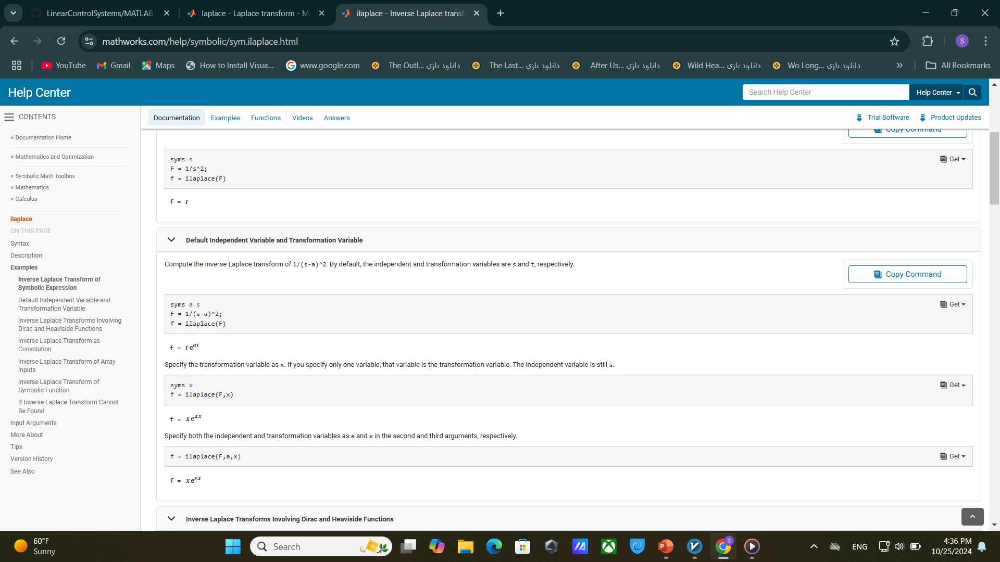 LinearControlSystems/MATLAB-
laplace - Laplace transform - MA
ilaplace - Inverse Laplace transf
mathworks.com/help/symbolic/sym.ilaplace.html
S
YouTube
Gmail
Maps
How to Install Visua...
www.google.com
دانلود بازی The Outl...
دانلود بازی The Last...
دانلود بازی After Us...
دانلود بازی Wild Hea...
دانلود بازی Wo Long...
All Bookmarks
Help Center
Search Help Center
Help Center
CONTENTS
Documentation
Examples
Functions
Videos
Answers
Trial Software
Product Updates
« Documentation Home
« Mathematics and Optimization
« Symbolic Math Toolbox
« Mathematics
« Calculus
ilaplace
ON THIS PAGE
Syntax
Description
Examples
Inverse Laplace Transform of
Symbolic Expression
Default Independent Variable and
Transformation Variable
Inverse Laplace Transforms Involving
Dirac and Heaviside Functions
Inverse Laplace Transform as
Convolution
Inverse Laplace Transform of Array
Inputs
Inverse Laplace Transform of
Symbolic Function
If Inverse Laplace Transform Cannot
Be Found
Input Arguments
More About
Tips
Version History
See Also
Copy Command
syms s
F = 1/s^2;
f = ilaplace(F)
Get
f = t
Default Independent Variable and Transformation Variable
Compute the inverse Laplace transform of 1/(s-a)^2. By default, the independent and transformation variables are s and t, respectively.
Copy Command
syms a s
F = 1/(s-a)^2;
f = ilaplace(F)
Get
f = t e^{at}
Specify the transformation variable as x. If you specify only one variable, that variable is the transformation variable. The independent variable is still s.
syms x
f = ilaplace(F,x)
Get
f = x e^{ax}
Specify both the independent and transformation variables as a and x in the second and third arguments, respectively.
f = ilaplace(F,a,x)
Get
f = x e^{sx}
Inverse Laplace Transforms Involving Dirac and Heaviside Functions
60°F
Sunny
Search
ENG
4:36 PM
10/25/2024